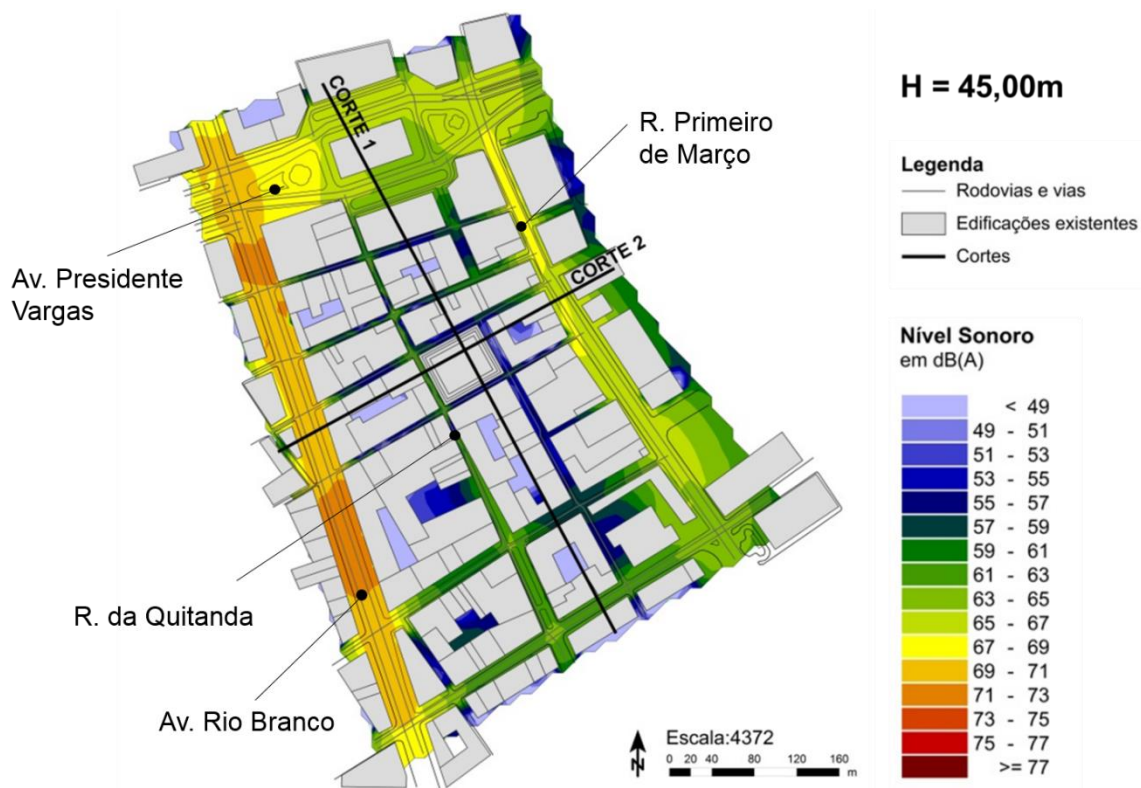 H = 45,00m
CORTE 1
R. Primeiro
de Março
CORTE 2
Av. Presidente
Vargas
R. da Quitanda
Av. Rio Branco
Legenda
Rodovias e vias
Edificações existentes
Cortes
Nível Sonoro
em dB(A)
< 49
49 - 51
51 - 53
53 - 55
55 - 57
57 - 59
59 - 61
61 - 63
63 - 65
65 - 67
67 - 69
69 - 71
71 - 73
73 - 75
75 - 77
>= 77
N
Escala:4372
0 20 40 80 120 160
m